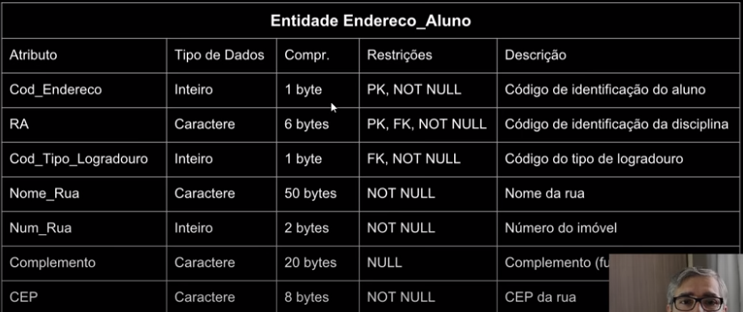 Entidade Endereco_Aluno
Atributo Tipo de Dados Compr. Restrições Descrição
Cod_Endereco Inteiro 1 byte PK, NOT NULL Código de identificação do aluno
RA Caractere 6 bytes PK, FK, NOT NULL Código de identificação da disciplina
Cod_Tipo_Logradouro Inteiro 1 byte FK, NOT NULL Código do tipo de logradouro
Nome_Rua Caractere 50 bytes NOT NULL Nome da rua
Num_Rua Inteiro 2 bytes NOT NULL Número do imóvel
Complemento Caractere 20 bytes NULL Complemento
CEP Caractere 8 bytes NOT NULL CEP da rua